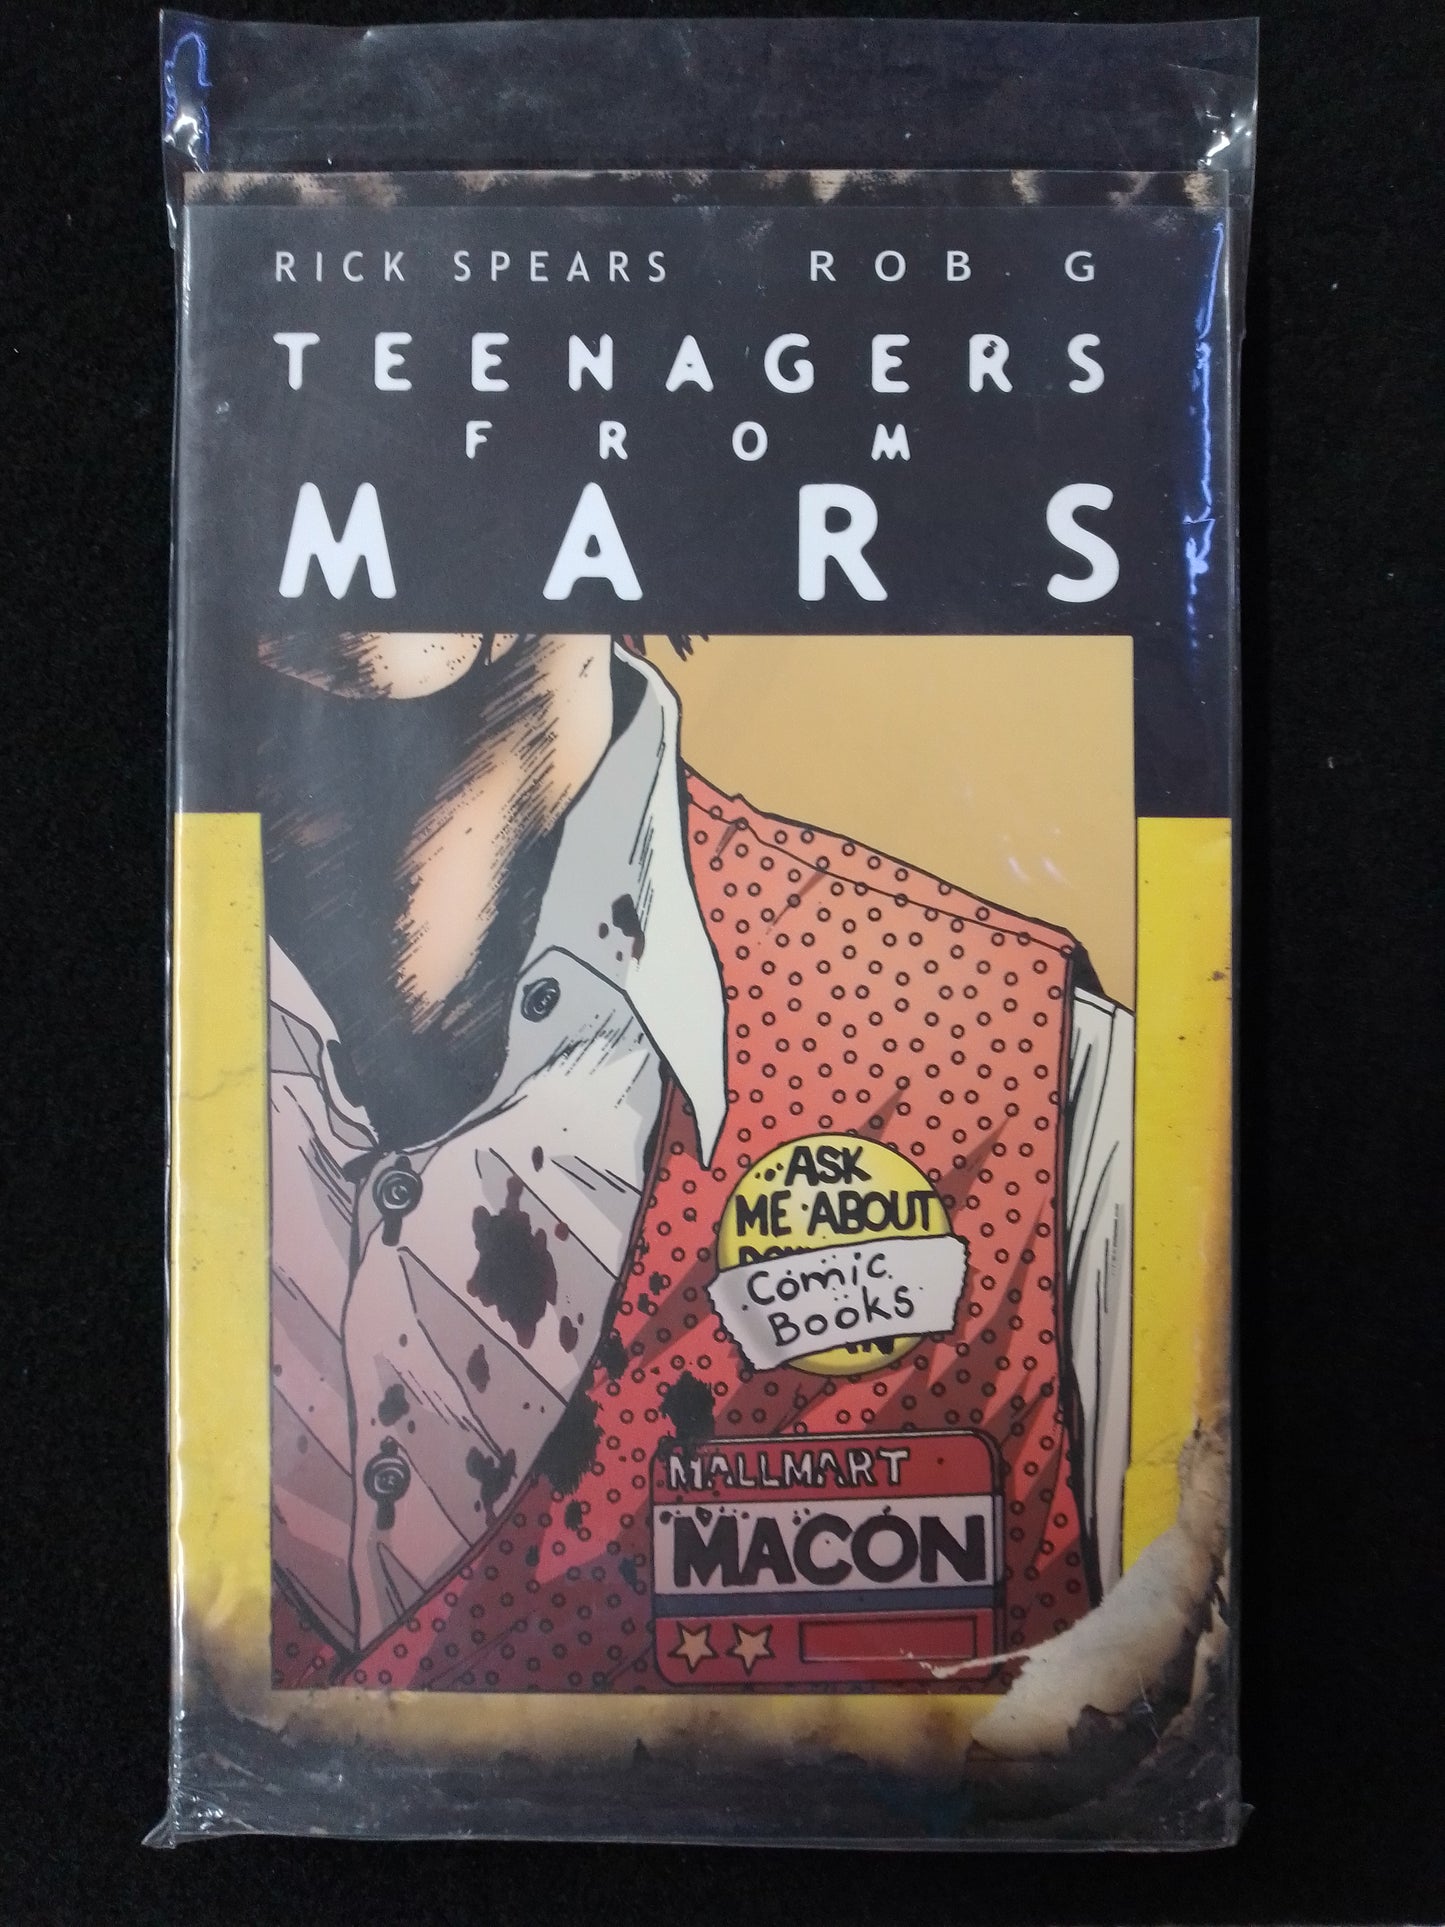 RICK SPEARS ROB G
TEENAGERS
FROM
MARS
ASK
ME ABOUT
Comic
Books
MALLMART
MACON